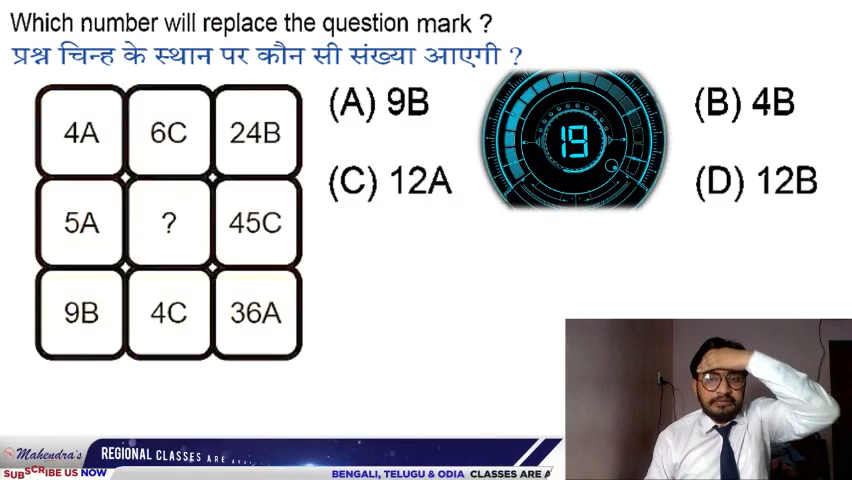 Which number will replace the question mark ?
प्रश्न चिन्ह के स्थान पर कौन सी संख्या आएगी ?
4A 6C 24B
5A ? 45C
9B 4C 36A
(A) 9B
(B) 4B
(C) 12A
(D) 12B
19
Mahendra's
SUBSCRIBE US NOW
REGIONAL CLASSES ARE
BENGALI, TELUGU & ODIA CLASSES ARE A